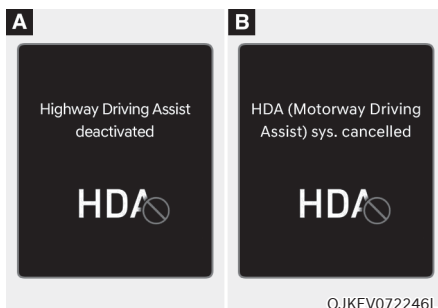 A
Highway Driving Assist
deactivated
HDA
B
HDA (Motorway Driving
Assist) sys. cancelled
HDA
OJKEV072246L